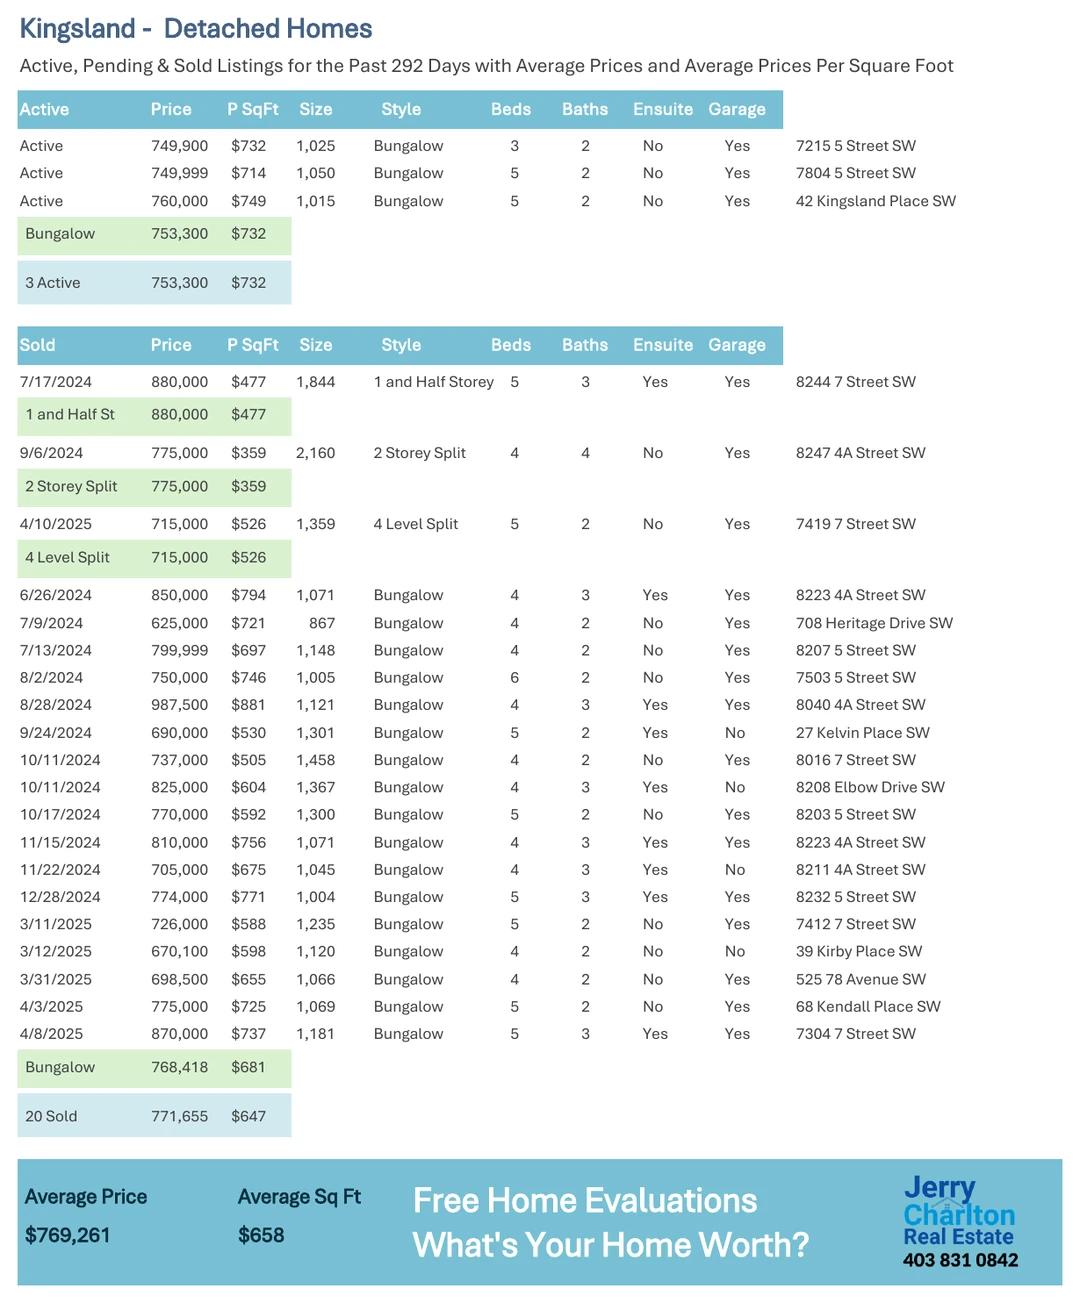 Kingsland - Detached Homes
Active, Pending & Sold Listings for the Past 292 Days with Average Prices and Average Prices Per Square Foot
Active Price P SqFt Size Style Beds Baths Ensuite Garage
Active 749,900 $732 1,025 Bungalow 3 2 No Yes 7215 5 Street SW
Active 749,999 $714 1,050 Bungalow 5 2 No Yes 7804 5 Street SW
Active 760,000 $749 1,015 Bungalow 5 2 No Yes 42 Kingsland Place SW
Bungalow 753,300 $732
3 Active 753,300 $732
Sold Price P SqFt Size Style Beds Baths Ensuite Garage
7/17/2024 880,000 $477 1,844 1 and Half Storey 5 3 Yes Yes 8244 7 Street SW
1 and Half St 880,000 $477
9/6/2024 775,000 $359 2,160 2 Storey Split 4 4 No Yes 8247 4A Street SW
2 Storey Split 775,000 $359
4/10/2025 715,000 $526 1,359 4 Level Split 5 2 No Yes 7419 7 Street SW
4 Level Split 715,000 $526
6/26/2024 850,000 $794 1,071 Bungalow 4 3 Yes Yes 8223 4A Street SW
7/9/2024 625,000 $721 867 Bungalow 4 2 No Yes 708 Heritage Drive SW
7/13/2024 799,999 $697 1,148 Bungalow 4 2 No Yes 8207 5 Street SW
8/2/2024 750,000 $746 1,005 Bungalow 6 2 No Yes 7503 5 Street SW
8/28/2024 987,500 $881 1,121 Bungalow 4 3 Yes Yes 8040 4A Street SW
9/24/2024 690,000 $530 1,301 Bungalow 5 2 Yes No 27 Kelvin Place SW
10/11/2024 737,000 $505 1,458 Bungalow 4 2 No Yes 8016 7 Street SW
10/11/2024 825,000 $604 1,367 Bungalow 4 3 Yes No 8208 Elbow Drive SW
10/17/2024 770,000 $592 1,300 Bungalow 5 2 No Yes 8203 5 Street SW
11/15/2024 810,000 $756 1,071 Bungalow 4 3 Yes Yes 8223 4A Street SW
11/22/2024 705,000 $675 1,045 Bungalow 4 3 Yes No 8211 4A Street SW
12/28/2024 774,000 $771 1,004 Bungalow 5 3 Yes Yes 8232 5 Street SW
3/11/2025 726,000 $588 1,235 Bungalow 5 2 No Yes 7412 7 Street SW
3/12/2025 670,100 $598 1,120 Bungalow 4 2 No No 39 Kirby Place SW
3/31/2025 698,500 $655 1,066 Bungalow 4 2 No Yes 525 78 Avenue SW
4/3/2025 775,000 $725 1,069 Bungalow 5 2 No Yes 68 Kendall Place SW
4/8/2025 870,000 $737 1,181 Bungalow 5 3 Yes Yes 7304 7 Street SW
Bungalow 768,418 $681
20 Sold 771,655 $647
Average Price Average Sq Ft
$769,261 $658
Free Home Evaluations
What's Your Home Worth?
Jerry
Charlton
Real Estate
403 831 0842